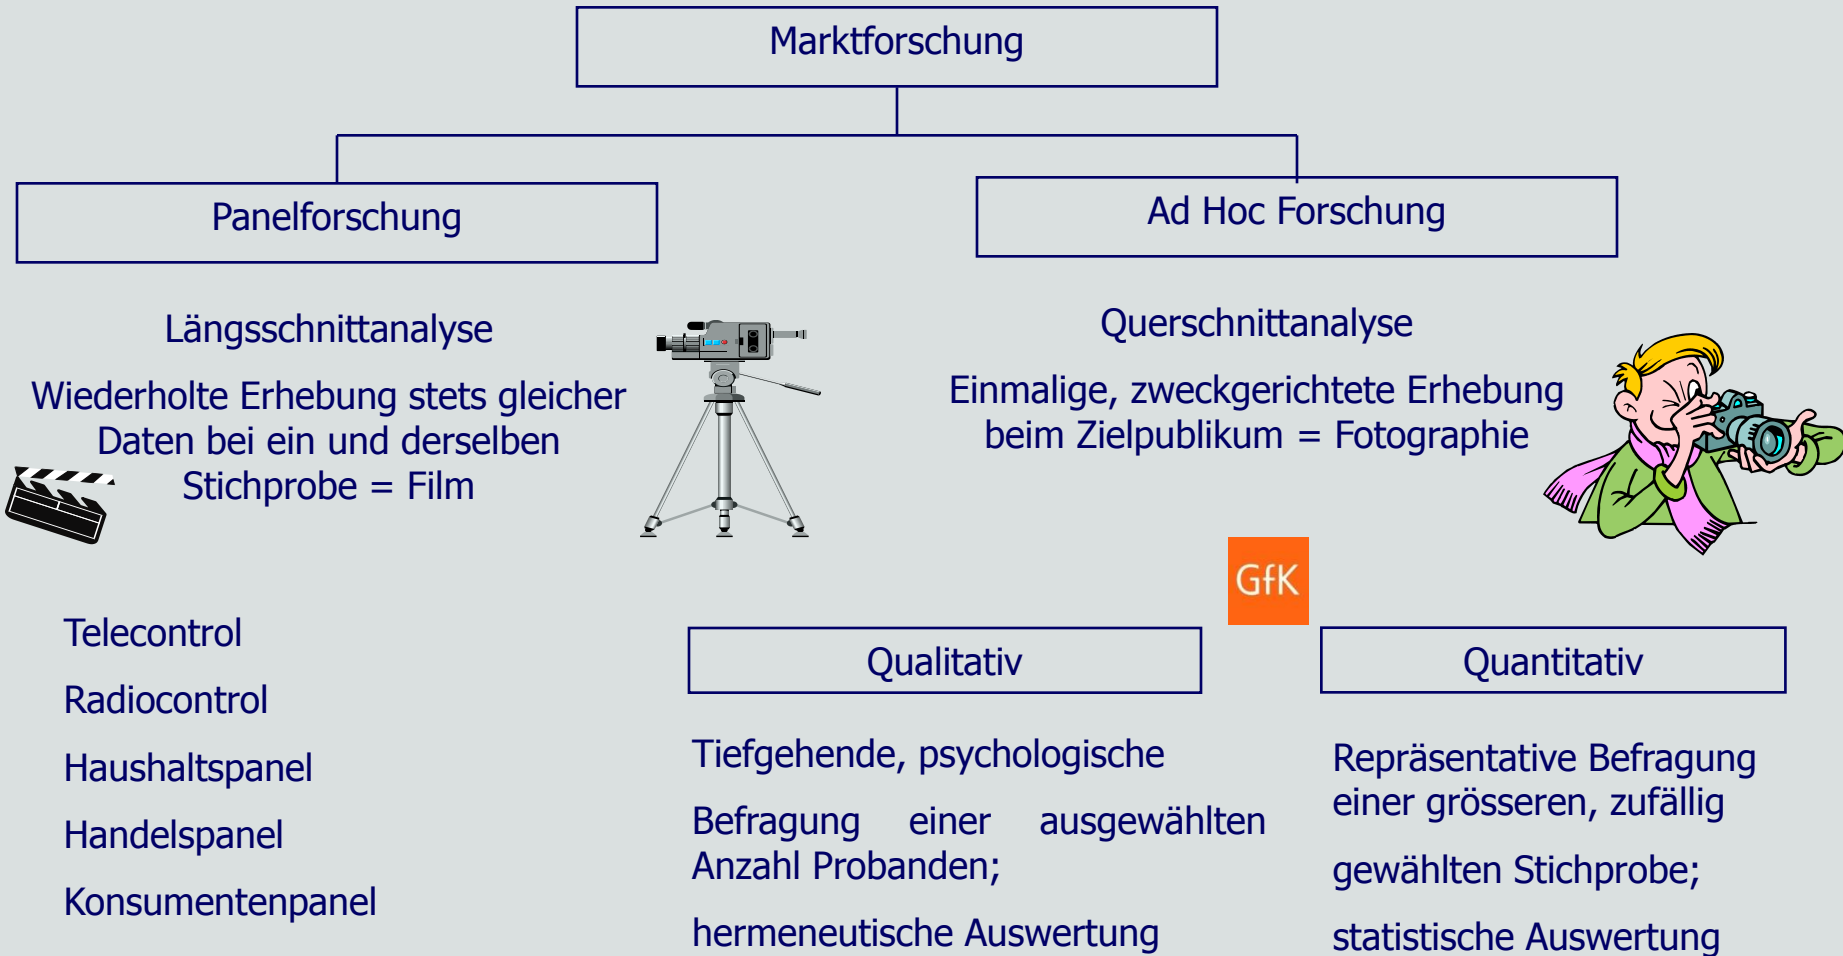 Marktforschung
Panelforschung
Längsschnittanalyse
Wiederholte Erhebung stets gleicher
Daten bei ein und derselben
Stichprobe = Film
Telecontrol
Radiocontrol
Haushaltspanel
Handelspanel
Konsumentenpanel
Ad Hoc Forschung
Querschnittanalyse
Einmalige, zweckgerichtete Erhebung
beim Zielpublikum = Fotographie
GfK
Qualitativ
Tiefgehende, psychologische
Befragung einer ausgewählten
Anzahl Probanden;
hermeneutische Auswertung
Quantitativ
Repräsentative Befragung
einer grösseren, zufällig
gewählten Stichprobe;
statistische Auswertung